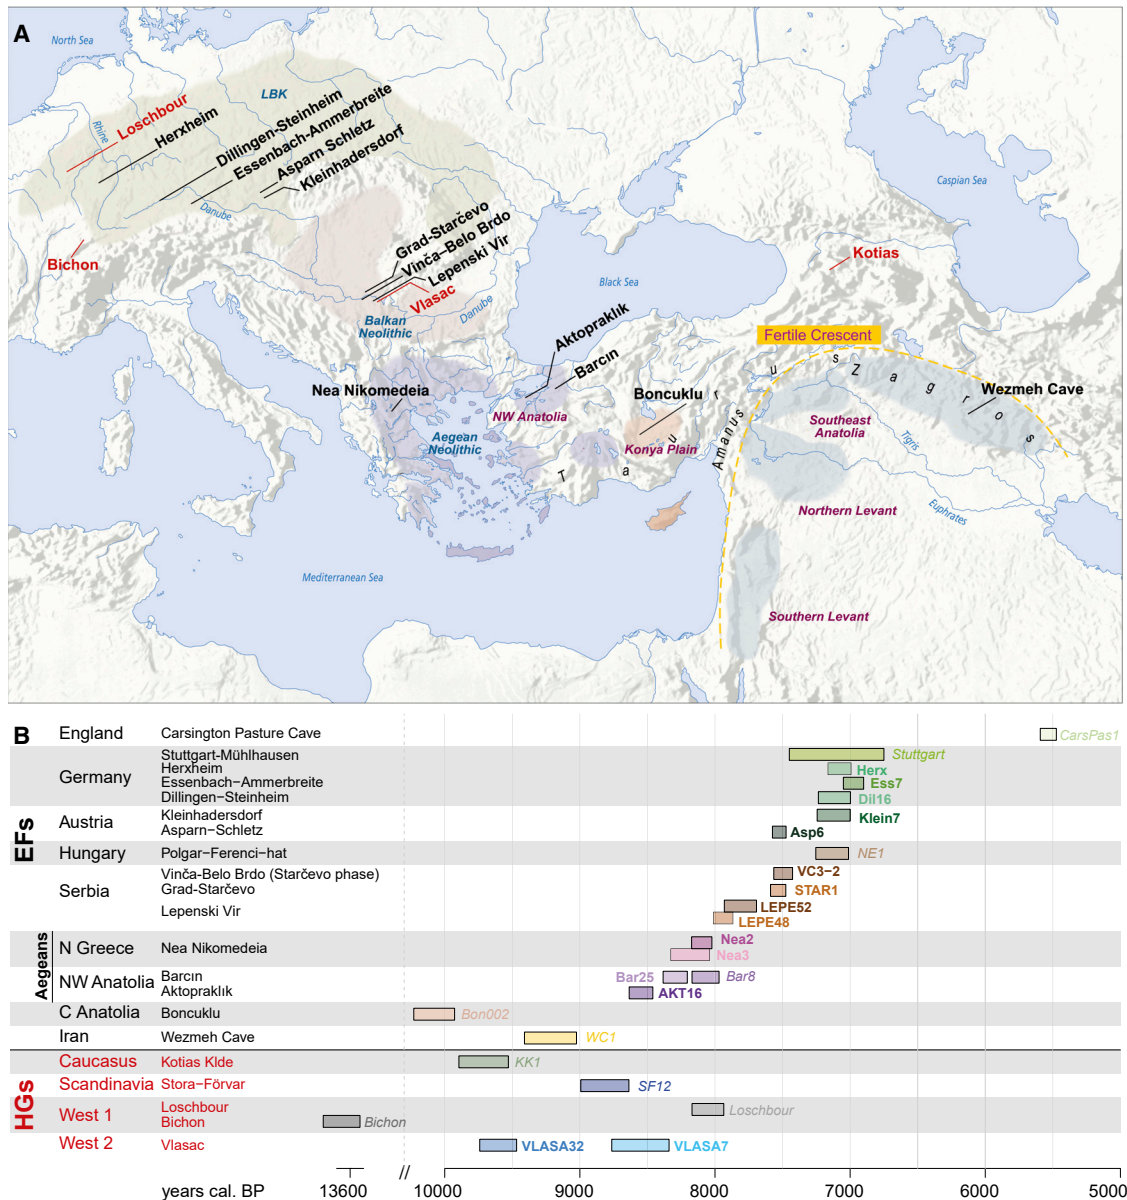 A
North Sea
LBK
Rhine
Loschbour
Herxheim
Dillingen-Steinheim
Essenbach-Ammerbreite
Asparn Schletz
Kleinhadersdorf
Danube
Bichon
Grad-Starčevo
Vinča–Belo Brdo
Lepenski Vir
Vlasac
Danube
Balkan
Neolithic
Black Sea
Caspian Sea
Kotias
Fertile Crescent
Aktopraklık
Barcın
Nea Nikomedeia
NW Anatolia
Boncuklu
Konya Plain
Aegean
Neolithic
Taurus
Amanus
Zagros
Wezmeh Cave
Southeast
Anatolia
Tigris
Euphrates
Northern Levant
Southern Levant
Mediterranean Sea
B
England Carsington Pasture Cave CarsPas1
EFs
Germany
Stuttgart-Mühlhausen Stuttgart
Herxheim Herx
Essenbach−Ammerbreite Ess7
Dillingen−Steinheim Dil16
Austria
Kleinhadersdorf Klein7
Asparn−Schletz Asp6
Hungary Polgar−Ferenci−hat NE1
Serbia
Vinča-Belo Brdo (Starčevo phase) VC3−2
Grad-Starčevo STAR1
Lepenski Vir LEPE52
LEPE48
Aegeans
N Greece Nea Nikomedeia Nea2
Nea3
NW Anatolia
Barcın Bar25 Bar8
Aktopraklık AKT16
C Anatolia Boncuklu Bon002
Iran Wezmeh Cave WC1
HGs
Caucasus Kotias Klde KK1
Scandinavia Stora−Förvar SF12
West 1
Loschbour Loschbour
Bichon Bichon
West 2 Vlasac VLASA32 VLASA7
years cal. BP 13600 // 10000 9000 8000 7000 6000 5000